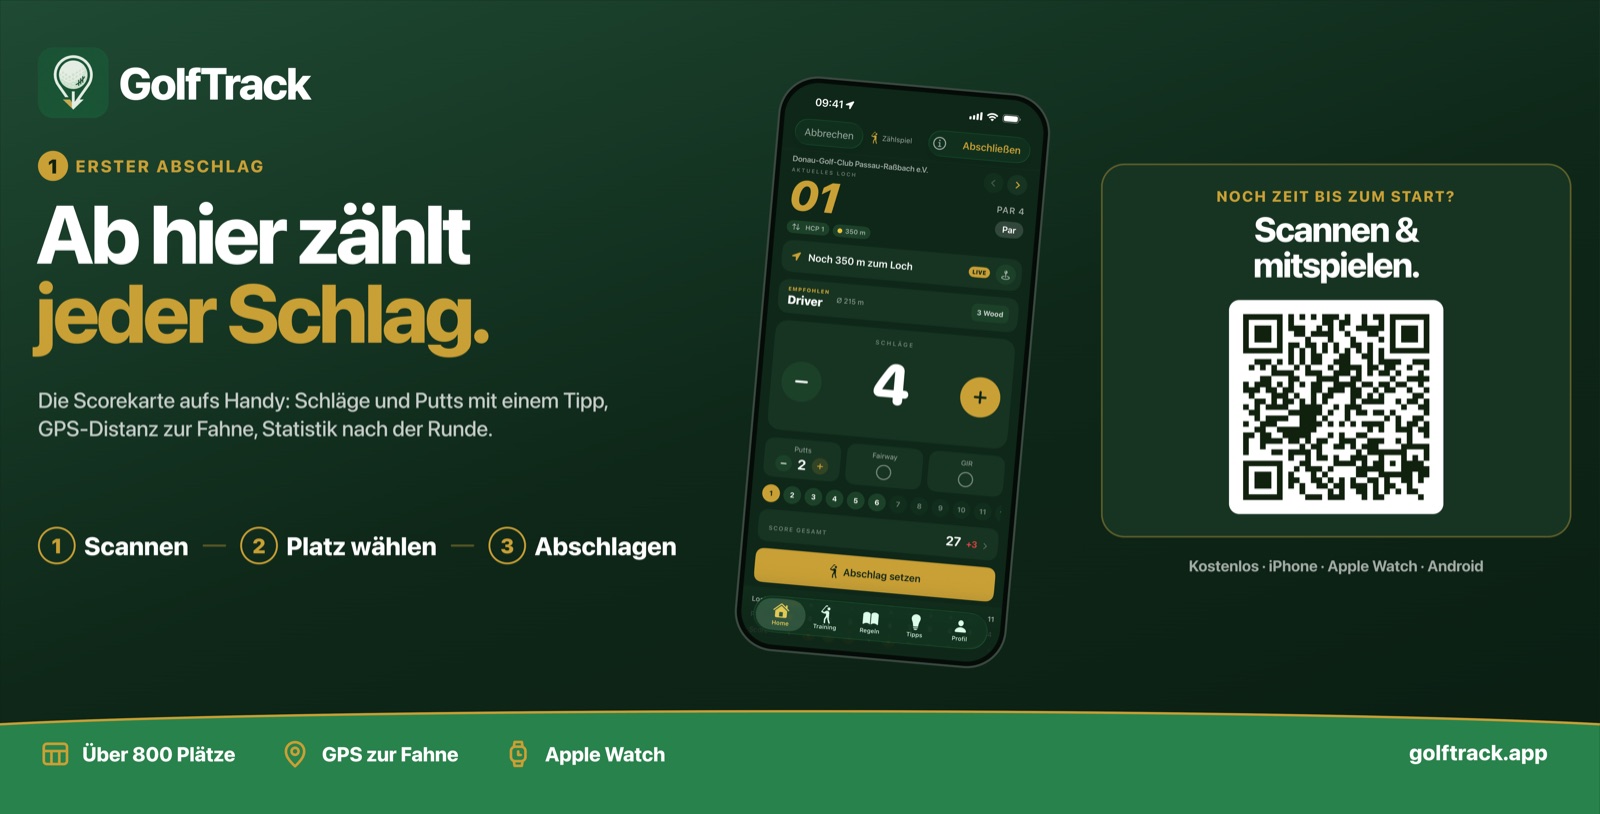 GolfTrack
1 ERSTER ABSCHLAG
Ab hier zählt
jeder Schlag.
Die Scorekarte aufs Handy: Schläge und Putts mit einem Tipp,
GPS-Distanz zur Fahne, Statistik nach der Runde.
1 Scannen — 2 Platz wählen — 3 Abschlagen
09:41
Abbrechen Zählspiel Abschließen
Donau-Golf-Club Passau-Raßbach e.V.
AKTUELLES LOCH
01
PAR 4
HCP 1 350 m
Par
Noch 350 m zum Loch LIVE
EMPFOHLEN
Driver Ø 215 m 3 Wood
SCHLÄGE
− 4 +
Putts Fairway GIR
− 2 +
1 2 3 4 5 6 7 8 9 10 11
SCORE GESAMT 27 +3 >
Abschlag setzen
11
Home Training Regeln Tipps Profil
NOCH ZEIT BIS ZUM START?
Scannen &
mitspielen.
Kostenlos · iPhone · Apple Watch · Android
Über 800 Plätze GPS zur Fahne Apple Watch
golftrack.app